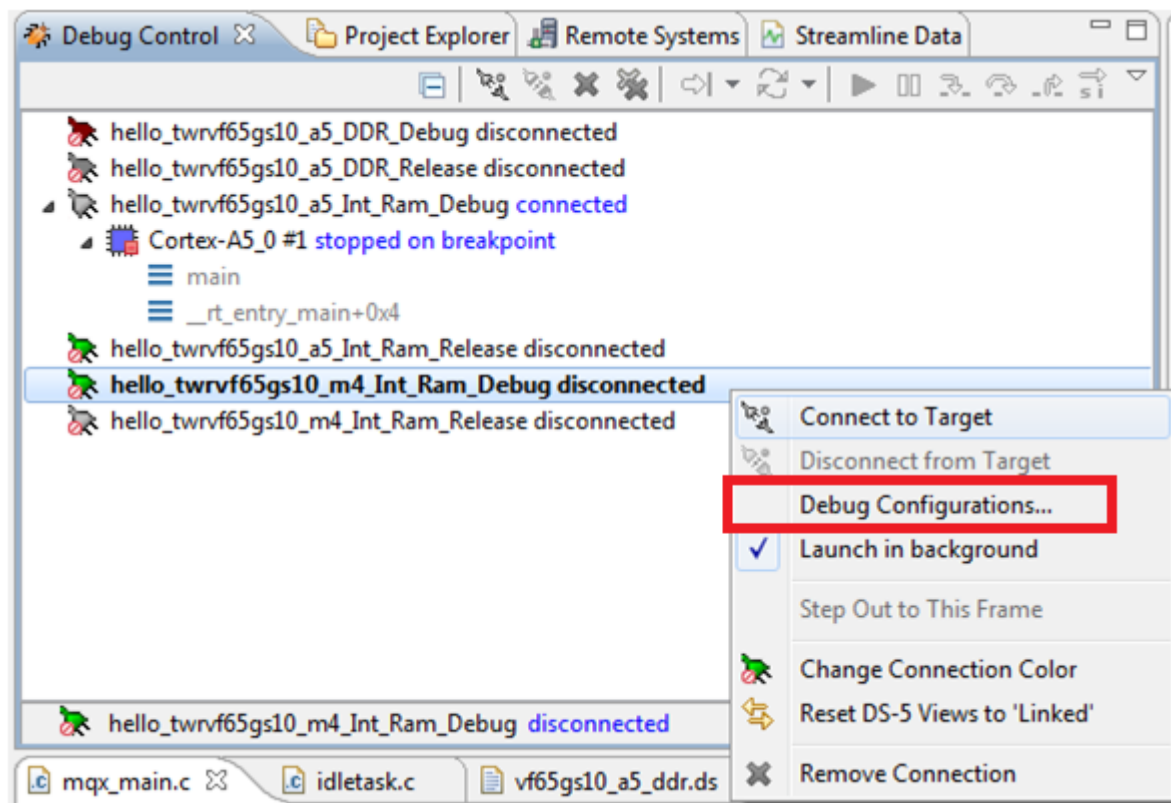 Debug Control Project Explorer Remote Systems Streamline Data
s i
hello_twrvf65gs10_a5_DDR_Debug disconnected
hello_twrvf65gs10_a5_DDR_Release disconnected
hello_twrvf65gs10_a5_Int_Ram_Debug connected
Cortex-A5_0 #1 stopped on breakpoint
main
__rt_entry_main+0x4
hello_twrvf65gs10_a5_Int_Ram_Release disconnected
hello_twrvf65gs10_m4_Int_Ram_Debug disconnected
hello_twrvf65gs10_m4_Int_Ram_Release disconnected
Connect to Target
Disconnect from Target
Debug Configurations...
Launch in background
Step Out to This Frame
Change Connection Color
Reset DS-5 Views to 'Linked'
Remove Connection
hello_twrvf65gs10_m4_Int_Ram_Debug disconnected
.c mqx_main.c .c idletask.c vf65gs10_a5_ddr.ds